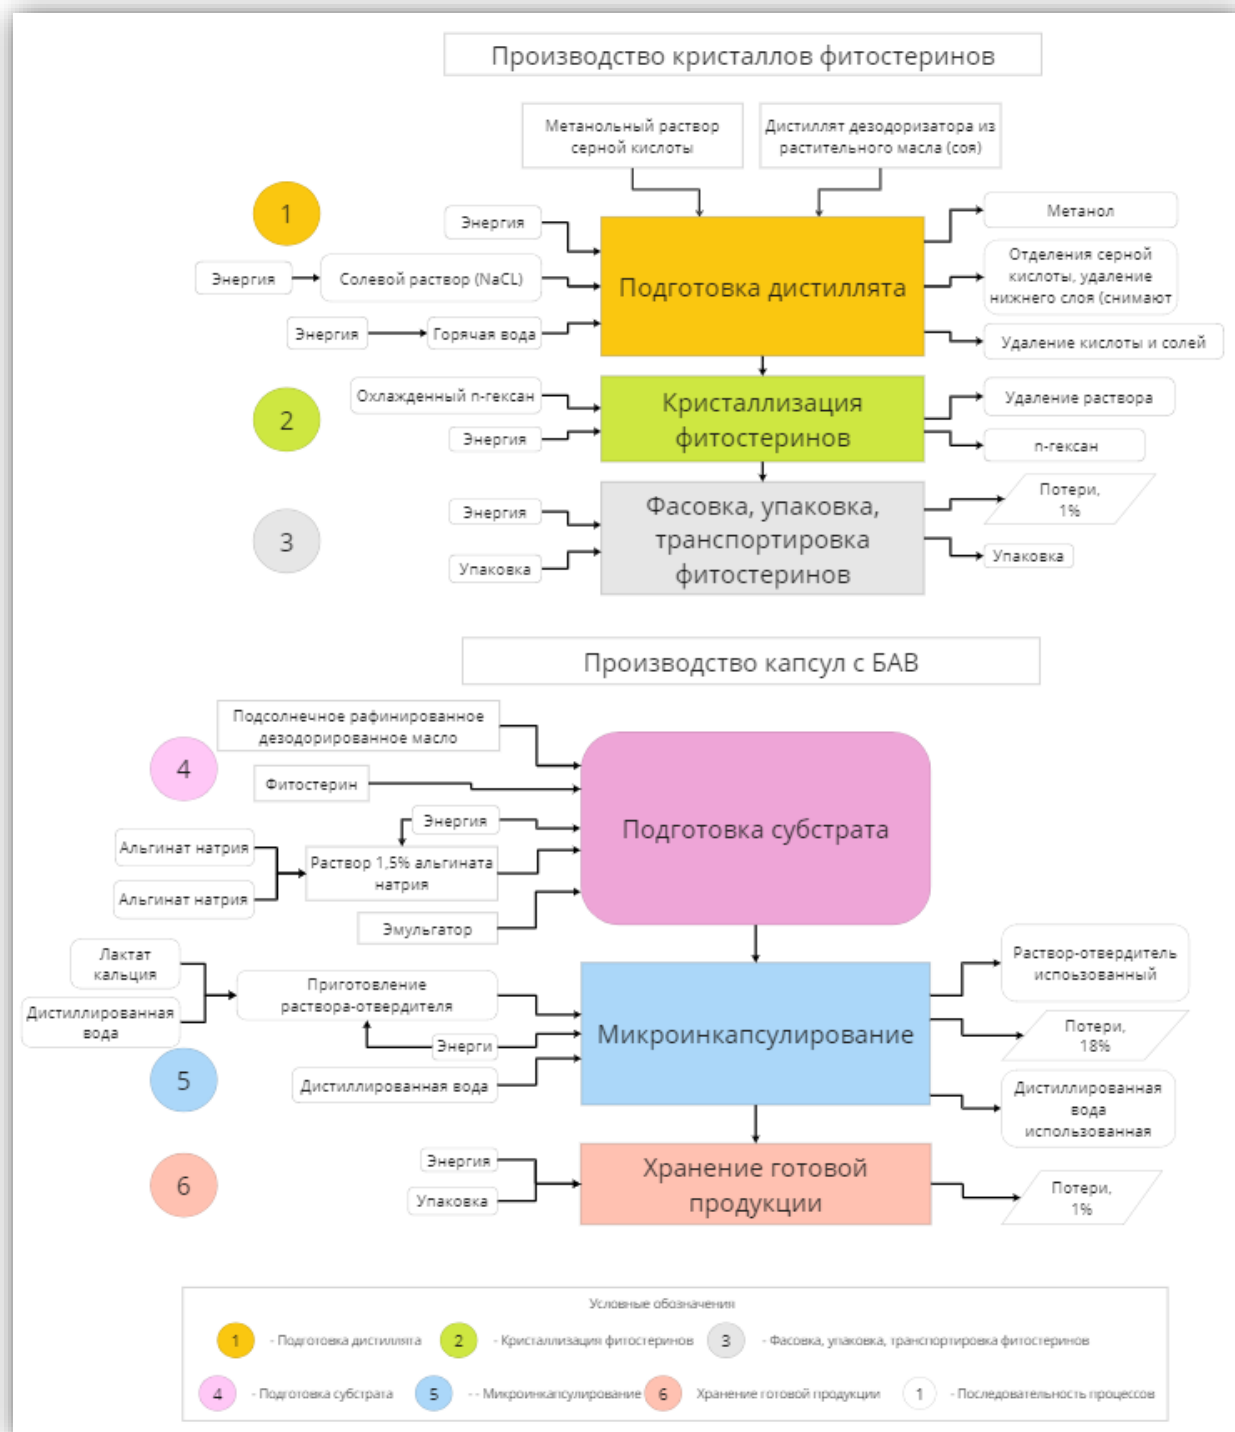 Производство кристаллов фитостеринов
Метанольный раствор
серной кислоты
Дистиллят дезодоризатора из
растительного масла (соя)
1
Энергия
Энергия
Солевой раствор (NaCL)
Энергия
Горячая вода
Подготовка дистиллята
Метанол
Отделения серной
кислоты, удаление
нижнего слоя (снимают
Удаление кислоты и солей
2
Охлажденный n-гексан
Энергия
Кристаллизация
фитостеринов
Удаление раствора
n-гексан
3
Энергия
Упаковка
Фасовка, упаковка,
транспортировка
фитостеринов
Потери,
1%
Упаковка
Производство капсул с БАВ
4
Подсолнечное рафинированное
дезодорированное масло
Фитостерин
Энергия
Альгинат натрия
Альгинат натрия
Раствор 1,5% альгината
натрия
Эмульгатор
Подготовка субстрата
Лактат
кальция
Дистиллированная
вода
Приготовление
раствора-отвердителя
Энерги
5
Дистиллированная вода
Микроинкапсулирование
Раствор-отвердитель
испоьзованный
Потери,
18%
Дистиллированная
вода
использованная
6
Энергия
Упаковка
Хранение готовой
продукции
Потери,
1%
Условные обозначения
1 - Подготовка дистиллята 2 - Кристаллизация фитостеринов 3 - Фасовка, упаковка, транспортировка фитостеринов
4 - Подготовка субстрата 5 - - Микроинкапсулирование 6 Хранение готовой продукции 1 - Последовательность процессов